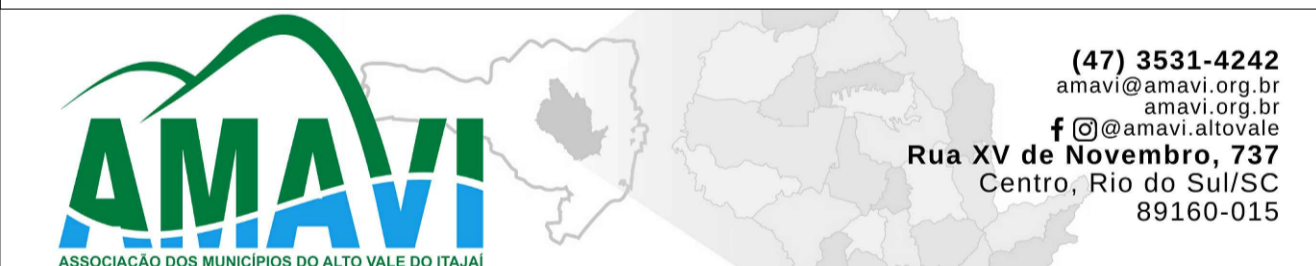 AMAVI
ASSOCIAÇÃO DOS MUNICÍPIOS DO ALTO VALE DO ITAJAÍ
(47) 3531-4242
amavi@amavi.org.br
amavi.org.br
@amavi.altovale
Rua XV de Novembro, 737
Centro, Rio do Sul/SC
89160-015